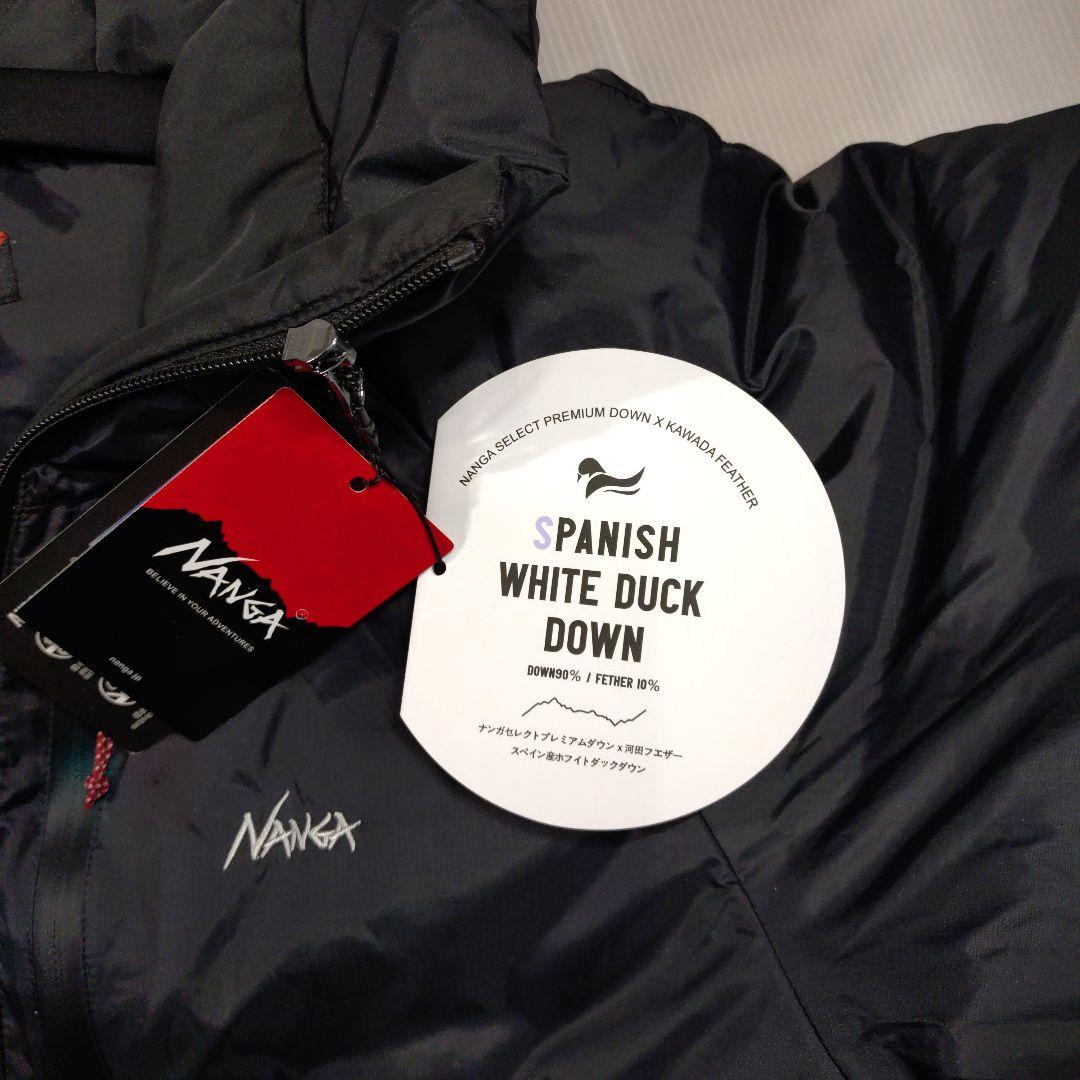 NANGA SELECT PREMIUM DOWN X KAWADA FEATHER
SPANISH
WHITE DUCK
DOWN
DOWN90% / FETHER 10%
ナンガセレクトプレミアムダウン x 河田フエザー
スペイン産ホワイトダックダウン
NANGA
BELIEVE IN YOUR ADVENTURES
nanga.jp
NANGA